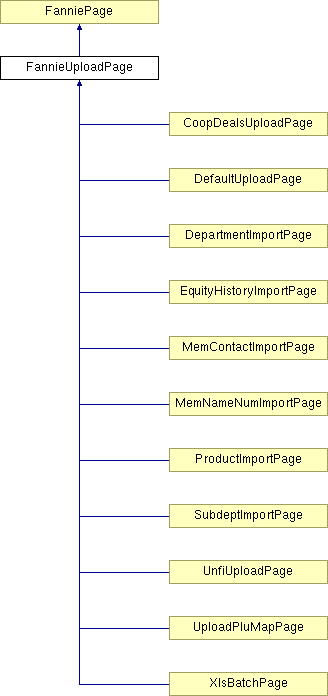 FanniePage
FannieUploadPage
CoopDealsUploadPage
DefaultUploadPage
DepartmentImportPage
EquityHistoryImportPage
MemContactImportPage
MemNameNumImportPage
ProductImportPage
SubdeptImportPage
UnfiUploadPage
UploadPluMapPage
XlsBatchPage